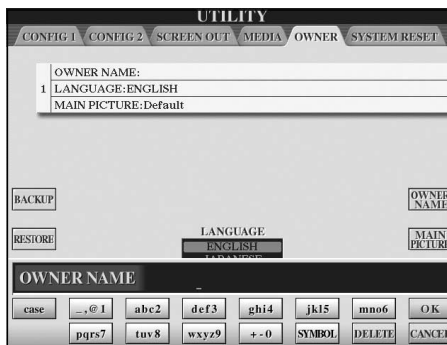 UTILITY
CONFIG 1 CONFIG 2 SCREEN OUT MEDIA OWNER SYSTEM RESET
OWNER NAME:
1 LANGUAGE:ENGLISH
MAIN PICTURE:Default
BACKUP
OWNER NAME
RESTORE
LANGUAGE
ENGLISH
JAPANESE
MAIN PICTURE
OWNER NAME _
case _,@1 abc2 def3 ghi4 jkl5 mno6 OK
pqrs7 tuv8 wxyz9 +-0 SYMBOL DELETE CANCEL